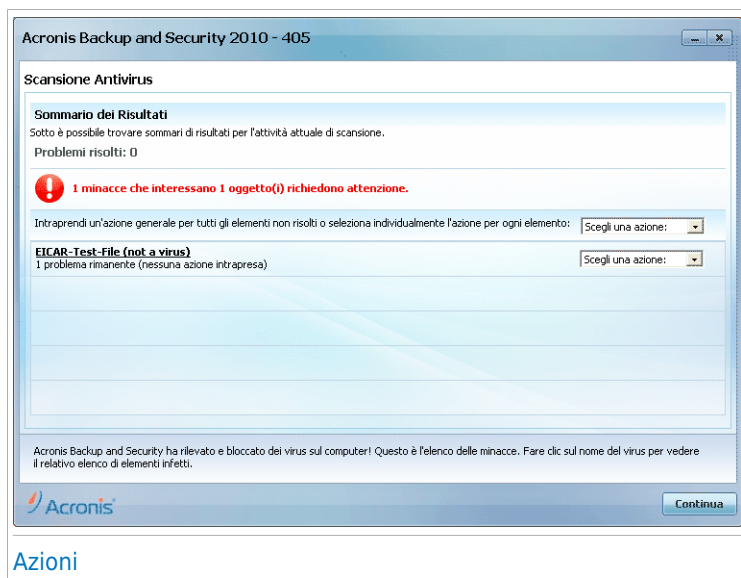 Acronis Backup and Security 2010 - 405
Scansione Antivirus
Sommario dei Risultati
Sotto è possibile trovare sommari di risultati per l'attività attuale di scansione.
Problemi risolti: 0
1 minacce che interessano 1 oggetto(i) richiedono attenzione.
Intraprendi un'azione generale per tutti gli elementi non risolti o seleziona individualmente l'azione per ogni elemento: Scegli una azione:
EICAR-Test-File (not a virus) Scegli una azione:
1 problema rimanente (nessuna azione intrapresa)
Acronis Backup and Security ha rilevato e bloccato dei virus sul computer! Questo è l'elenco delle minacce. Fare clic sul nome del virus per vedere
il relativo elenco di elementi infetti.
Acronis
Continua
Azioni